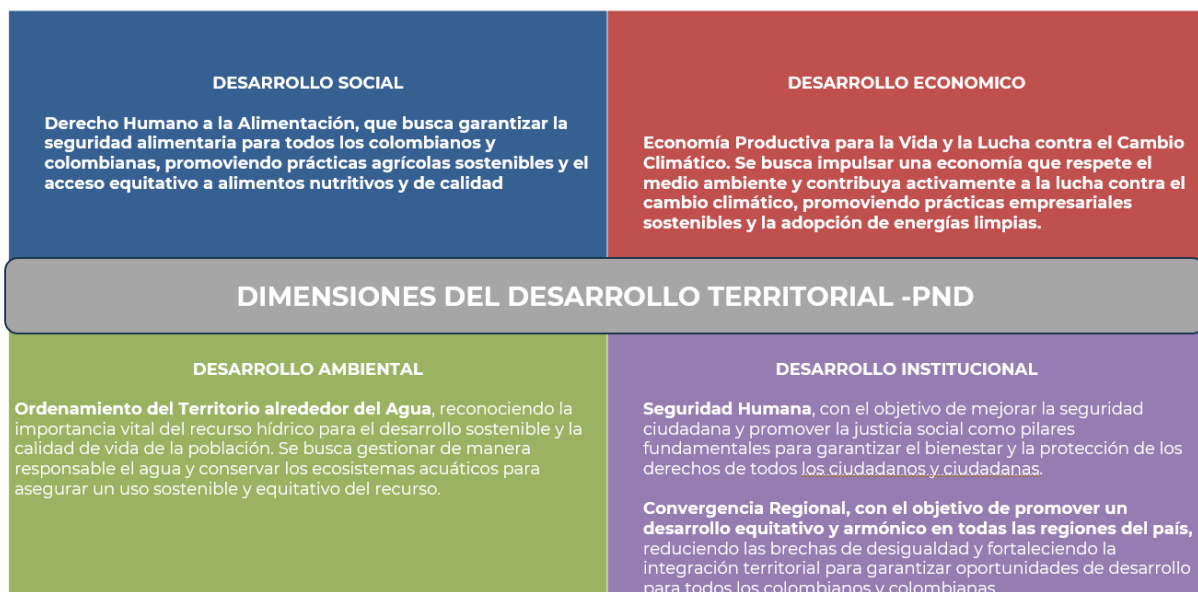 DESARROLLO SOCIAL
Derecho Humano a la Alimentación, que busca garantizar la
seguridad alimentaria para todos los colombianos y
colombianas, promoviendo prácticas agrícolas sostenibles y el
acceso equitativo a alimentos nutritivos y de calidad
DESARROLLO ECONOMICO
Economía Productiva para la Vida y la Lucha contra el Cambio
Climático. Se busca impulsar una economía que respete el
medio ambiente y contribuya activamente a la lucha contra el
cambio climático, promoviendo prácticas empresariales
sostenibles y la adopción de energías limpias.
DIMENSIONES DEL DESARROLLO TERRITORIAL -PND
DESARROLLO AMBIENTAL
Ordenamiento del Territorio alrededor del Agua, reconociendo la
importancia vital del recurso hídrico para el desarrollo sostenible y la
calidad de vida de la población. Se busca gestionar de manera
responsable el agua y conservar los ecosistemas acuáticos para
asegurar un uso sostenible y equitativo del recurso.
DESARROLLO INSTITUCIONAL
Seguridad Humana, con el objetivo de mejorar la seguridad
ciudadana y promover la justicia social como pilares
fundamentales para garantizar el bienestar y la protección de los
derechos de todos los ciudadanos y ciudadanas.
Convergencia Regional, con el objetivo de promover un
desarrollo equitativo y armónico en todas las regiones del país,
reduciendo las brechas de desigualdad y fortaleciendo la
integración territorial para garantizar oportunidades de desarrollo
para todos los colombianos y colombianas